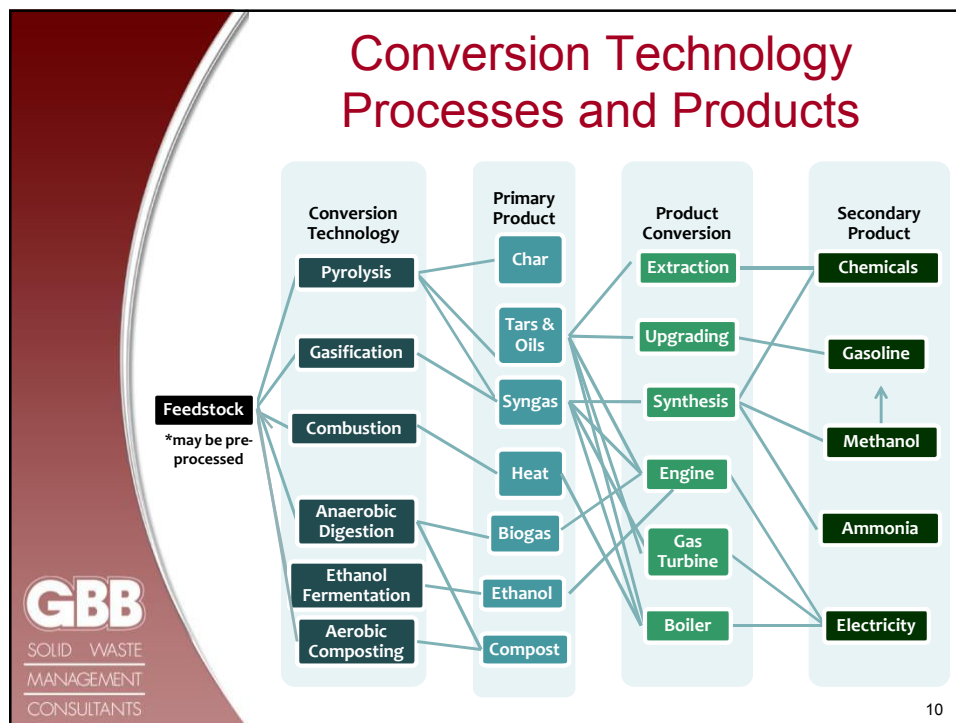 Conversion Technology
Processes and Products
Conversion
Technology
Pyrolysis
Gasification
Combustion
Anaerobic
Digestion
Ethanol
Fermentation
Aerobic
Composting
Primary
Product
Char
Tars &
Oils
Syngas
Heat
Biogas
Ethanol
Compost
Product
Conversion
Extraction
Upgrading
Synthesis
Engine
Gas
Turbine
Boiler
Secondary
Product
Chemicals
Gasoline
Methanol
Ammonia
Electricity
Feedstock
*may be pre-
processed
GBB
SOLID WASTE
MANAGEMENT
CONSULTANTS
10